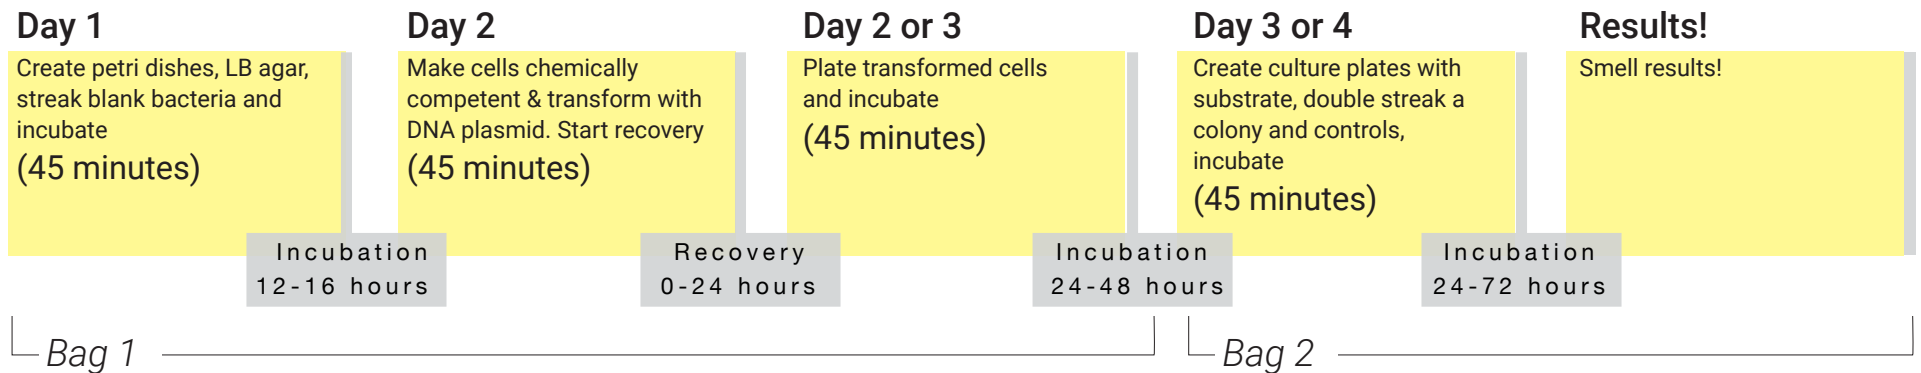 Day 1
Create petri dishes, LB agar,
streak blank bacteria and
incubate
(45 minutes)
Incubation
12-16 hours
Day 2
Make cells chemically
competent & transform with
DNA plasmid. Start recovery
(45 minutes)
Recovery
0-24 hours
Day 2 or 3
Plate transformed cells
and incubate
(45 minutes)
Incubation
24-48 hours
Day 3 or 4
Create culture plates with
substrate, double streak a
colony and controls,
incubate
(45 minutes)
Incubation
24-72 hours
Results!
Smell results!
Bag 1
Bag 2